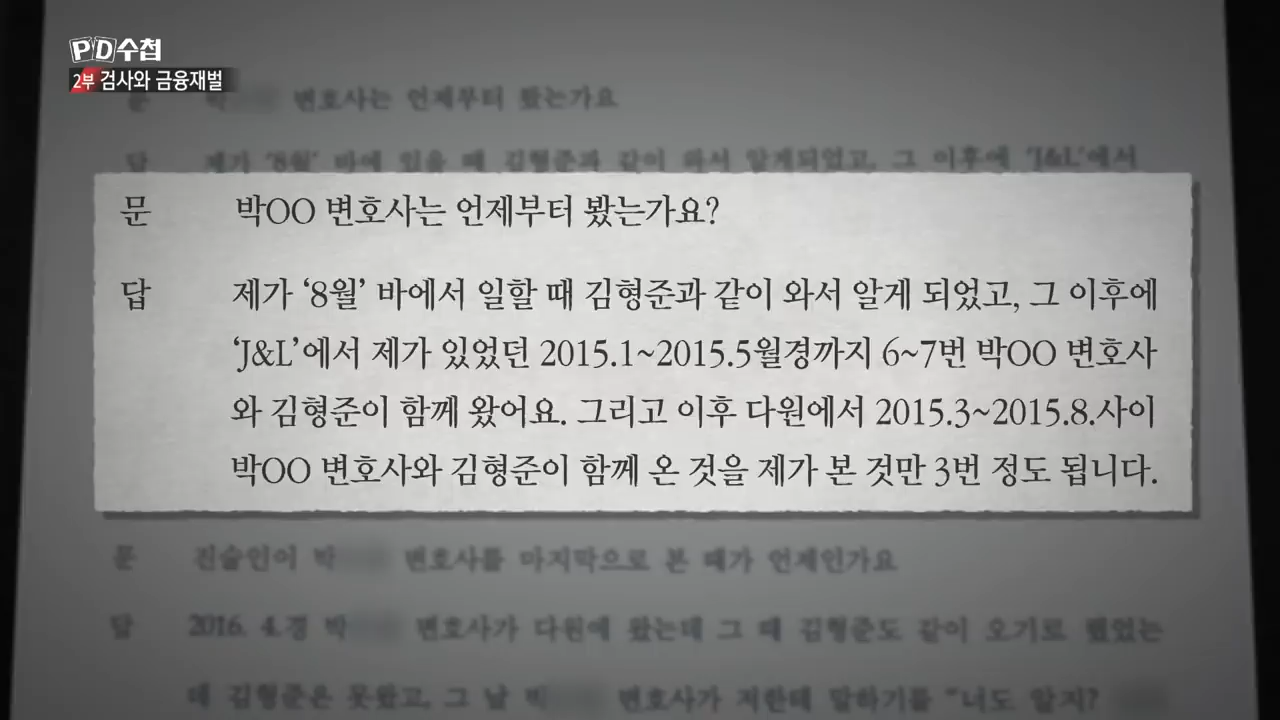 PD수첩
2부 검사와 금융재벌
문 변호사는 언제부터 봤는가요
답 제가 '8월' 바에 있을 때 김형준과 같이 와서 알게되었고, 그 이후에 'J&L'에서
문 박OO 변호사는 언제부터 봤는가요?
답 제가 ‘8월’ 바에서 일할 때 김형준과 같이 와서 알게 되었고, 그 이후에
‘J&L’에서 제가 있었던 2015.1~2015.5월경까지 6~7번 박OO 변호사
와 김형준이 함께 왔어요. 그리고 이후 다원에서 2015.3~2015.8.사이
박OO 변호사와 김형준이 함께 온 것을 제가 본 것만 3번 정도 됩니다.
문 진술인이 박 변호사를 마지막으로 본 때가 언제인가요
답 2016. 4.경 박 변호사가 다원에 왔는데 그 때 김형준도 같이 오기로 했었는
데 김형준은 못왔고, 그 날 박 변호사가 저한테 말하기를 "너도 알지?